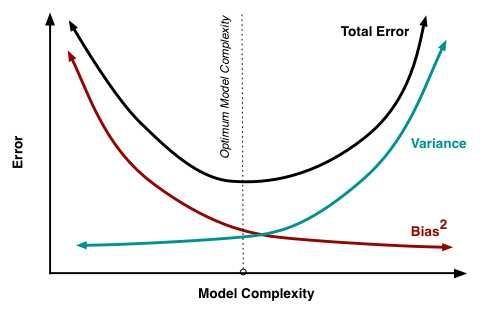 Total Error
Optimum Model Complexity
Variance
Error
Bias2
Model Complexity